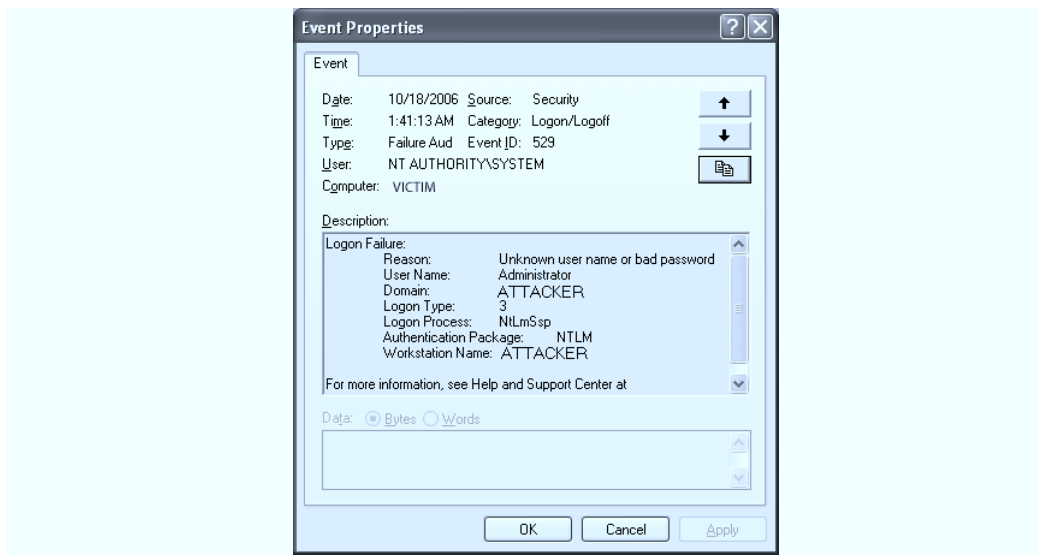 Event Properties
Event
Date: 10/18/2006 Source: Security
Time: 1:41:13 AM Category: Logon/Logoff
Type: Failure Aud Event ID: 529
User: NT AUTHORITY\SYSTEM
Computer: VICTIM
Description:
Logon Failure:
Reason: Unknown user name or bad password
User Name: Administrator
Domain: ATTACKER
Logon Type: 3
Logon Process: NtLmSsp
Authentication Package: NTLM
Workstation Name: ATTACKER
For more information, see Help and Support Center at
Data: Bytes Words
OK Cancel Apply